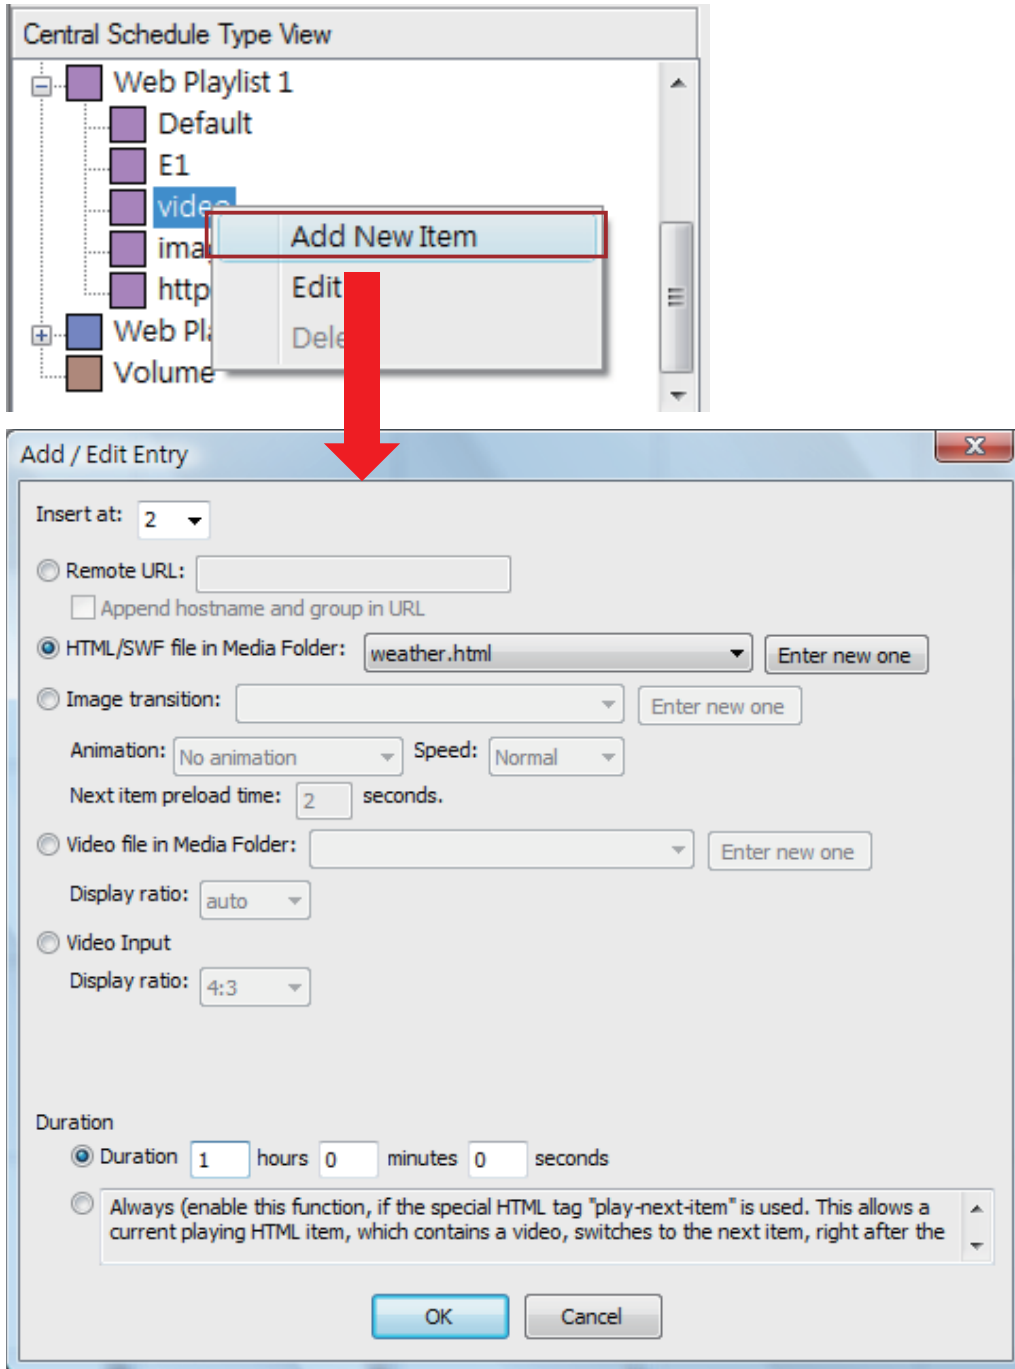 Central Schedule Type View
Web Playlist 1
Default
E1
video
Add New Item
http
Edit
Web
Volume
Add / Edit Entry
Insert at: 2
Remote URL:
Append hostname and group in URL
HTML/SWF file in Media Folder: weather.html Enter new one
Image transition: Enter new one
Animation: No animation Speed: Normal
Next item preload time: 2 seconds.
Video file in Media Folder: Enter new one
Display ratio: auto
Video Input
Display ratio: 4:3
Duration
Duration 1 hours 0 minutes 0 seconds
Always (enable this function, if the special HTML tag "play-next-item" is used. This allows a
current playing HTML item, which contains a video, switches to the next item, right after the
OK Cancel